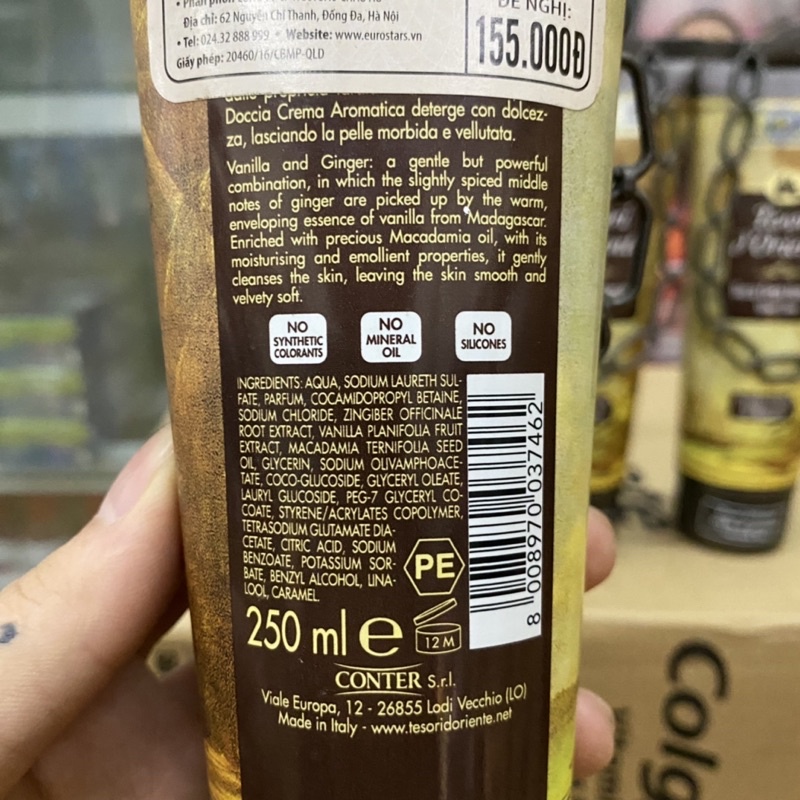 Địa chỉ: 62 Nguyễn Chí Thanh, Đống Đa, Hà Nội
• Tel: 024.32 888 999 • Website: www.eurostars.vn
Giấy phép: 20460/16/CBMP-QLD
ĐỀ NGHỊ:
155.000Đ
Doccia Crema Aromatica deterge con dolcez-
za, lasciando la pelle morbida e vellutata.
Vanilla and Ginger: a gentle but powerful
combination, in which the slightly spiced middle
notes of ginger are picked up by the warm,
enveloping essence of vanilla from Madagascar.
Enriched with precious Macadamia oil, with its
moisturising and emollient properties, it gently
cleanses the skin, leaving the skin smooth and
velvety soft.
NO
SYNTHETIC
COLORANTS
NO
MINERAL
OIL
NO
SILICONES
INGREDIENTS: AQUA, SODIUM LAURETH SUL-
FATE, PARFUM, COCAMIDOPROPYL BETAINE,
SODIUM CHLORIDE, ZINGIBER OFFICINALE
ROOT EXTRACT, VANILLA PLANIFOLIA FRUIT
EXTRACT, MACADAMIA TERNIFOLIA SEED
OIL, GLYCERIN, SODIUM OLIVAMPHOACE-
TATE, COCO-GLUCOSIDE, GLYCERYL OLEATE,
LAURYL GLUCOSIDE, PEG-7 GLYCERYL CO-
COATE, STYRENE/ACRYLATES COPOLYMER,
TETRASODIUM GLUTAMATE DIA-
CETATE, CITRIC ACID, SODIUM
BENZOATE, POTASSIUM SOR-
BATE, BENZYL ALCOHOL, LINA-
LOOL, CARAMEL.
PE
8 008970 037462
250 ml e
12 M
CONTER S.r.l.
Viale Europa, 12 - 26855 Lodi Vecchio (LO)
Made in Italy - www.tesoridoriente.net
Colg